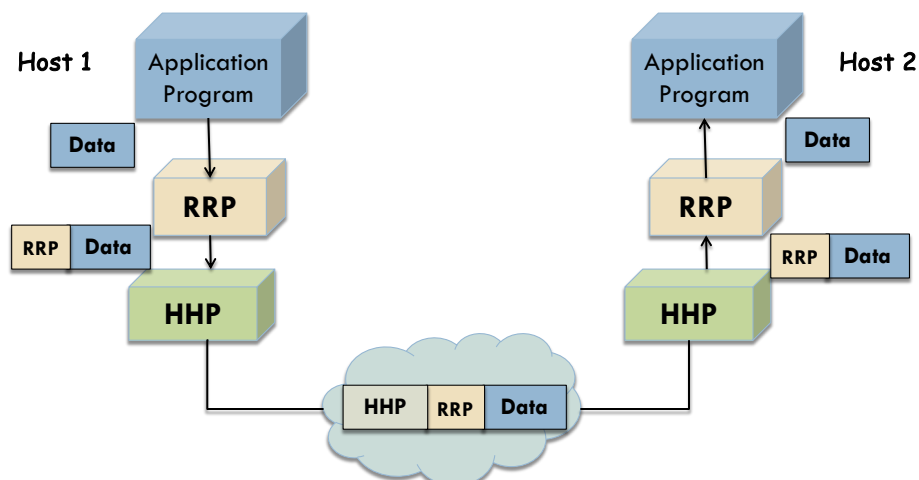 Host 1
Application
Program
Data
RRP
RRP Data
HHP
HHP RRP Data
Host 2
Application
Program
Data
RRP
RRP Data
HHP